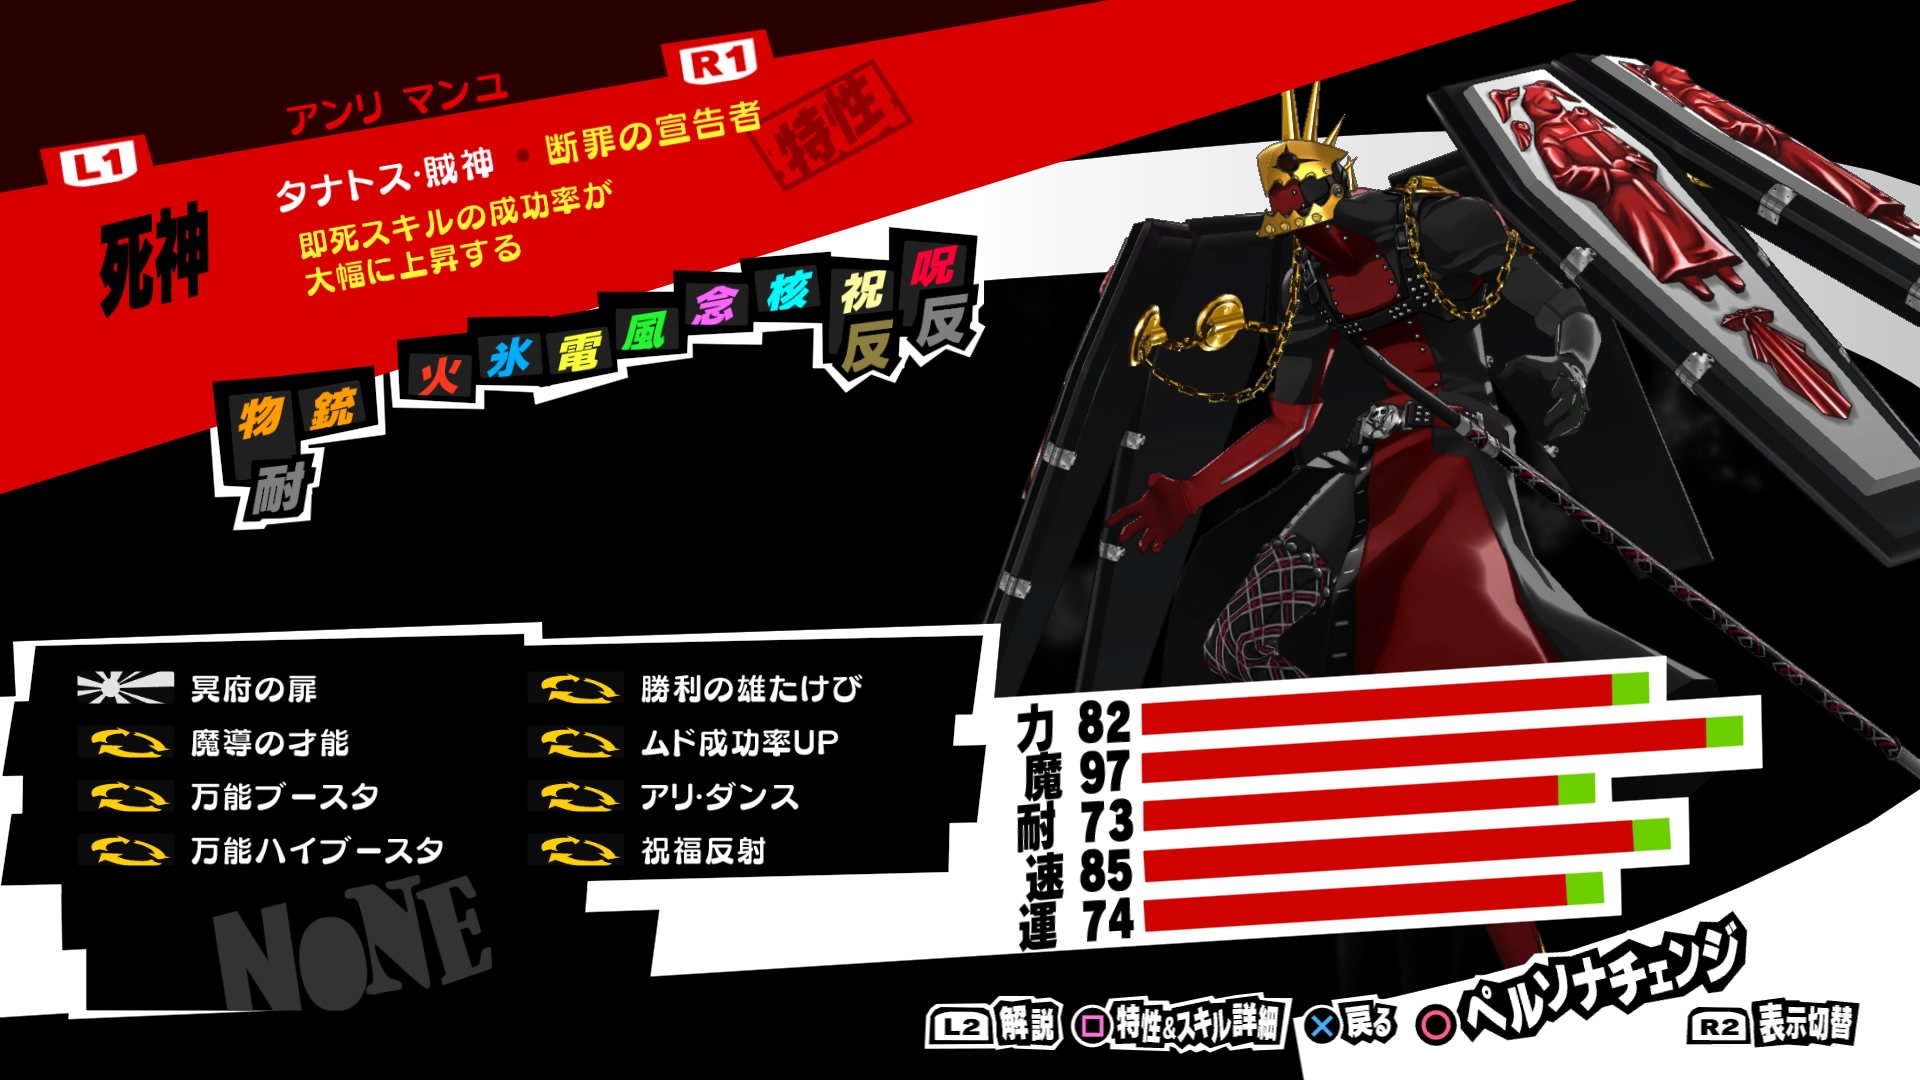 R1
アンリ マンユ
L1
タナトス・賊神 ・断罪の宣告者
特性
死神
即死スキルの成功率が
大幅に上昇する
物 銃 火 氷 電 風 念 核 祝 呪
耐 反 反
冥府の扉 勝利の雄たけび
魔導の才能 ムド成功率UP
万能ブースタ アリ・ダンス
万能ハイブースタ 祝福反射
NONE
力 82
魔 97
耐 73
速 85
運 74
L2 解説 特性&スキル詳細 戻る ペルソナチェンジ R2 表示切替